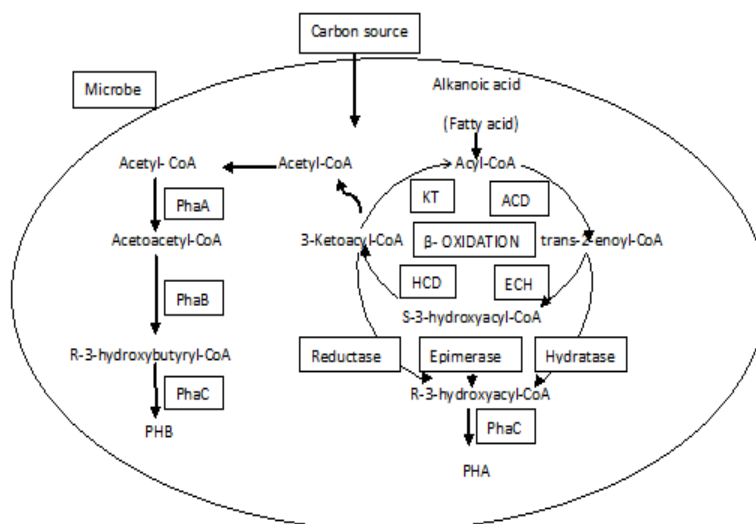 Carbon source
Microbe
Alkanoic acid
(Fatty acid)
Acetyl- CoA
Acetyl-CoA
Acyl-CoA
PhaA
KT
ACD
Acetoacetyl-CoA
3-Ketoacyl-CoA
β- OXIDATION
trans-2-enoyl-CoA
PhaB
HCD
ECH
S-3-hydroxyacyl-CoA
R-3-hydroxybutyryl-CoA
Reductase
Epimerase
Hydratase
PhaC
R-3-hydroxyacyl-CoA
PHB
PhaC
PHA